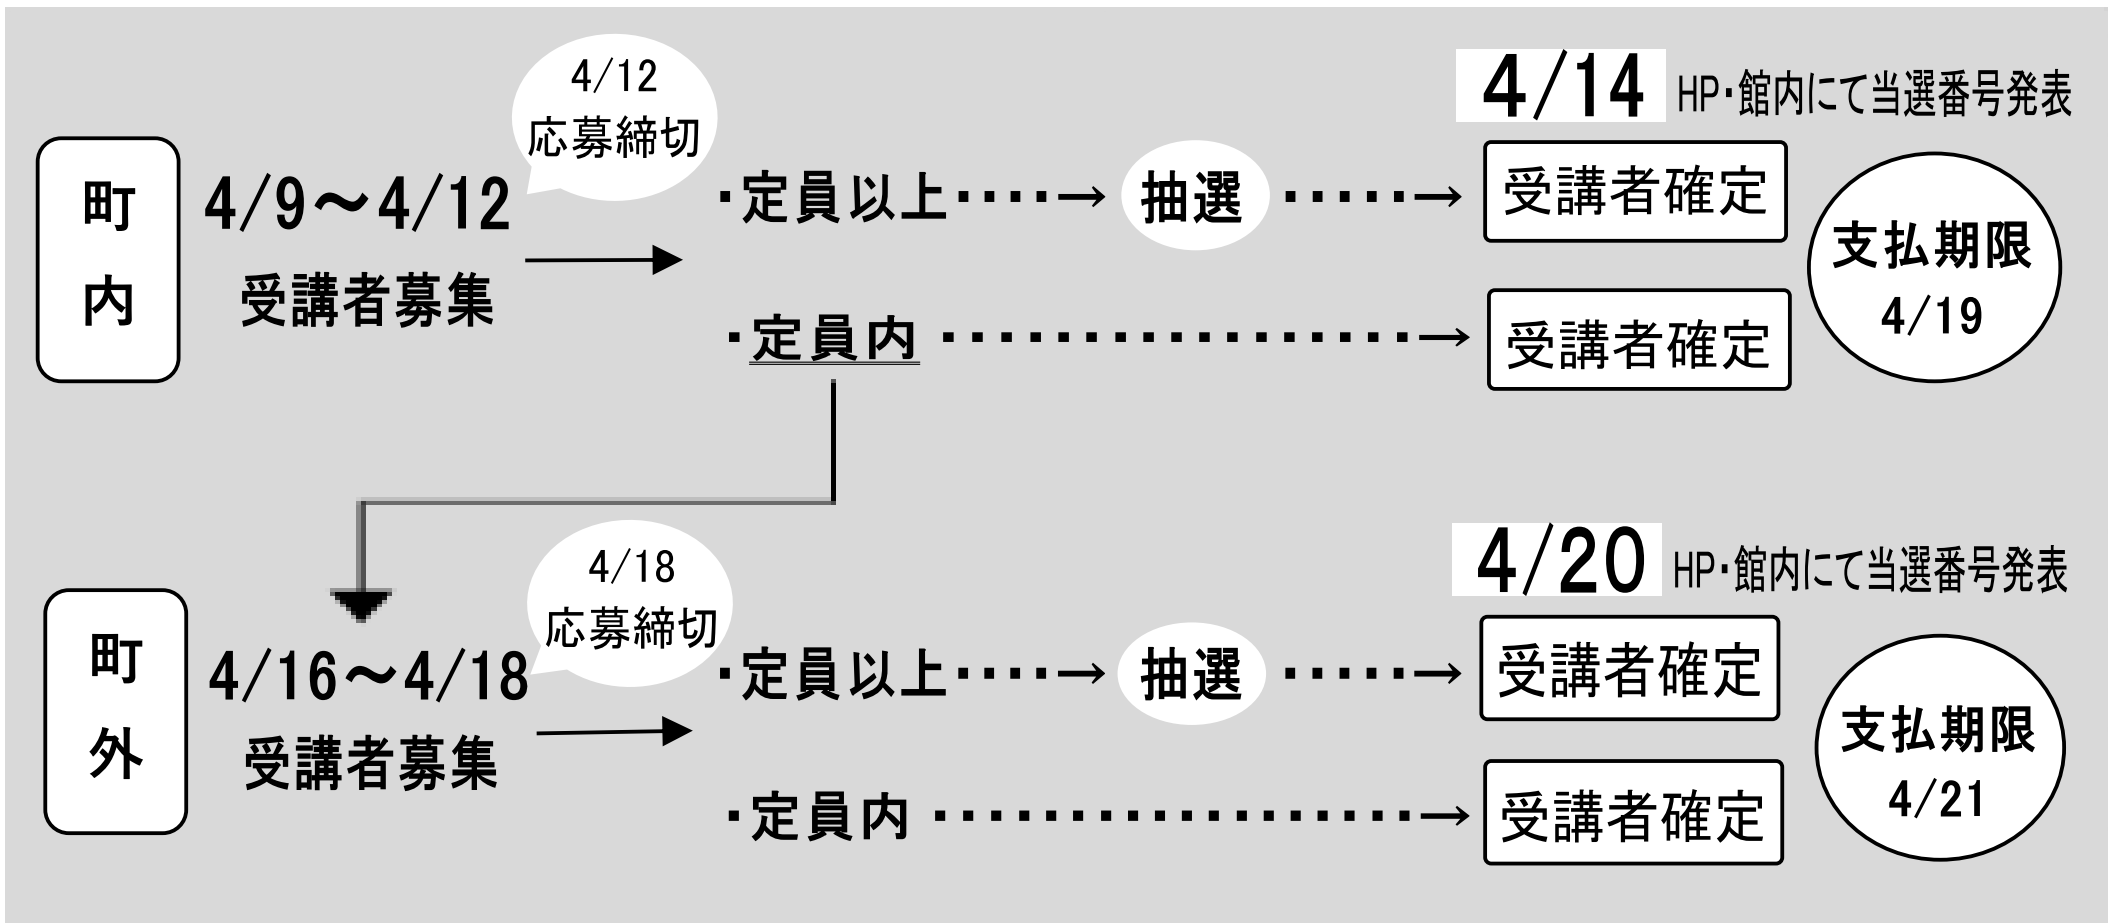 町内
4/9～4/12
受講者募集
4/12
応募締切
・定員以上････→
抽選
･････→
4/14 HP・館内にて当選番号発表
受講者確定
・定員内 ･････････････････→
受講者確定
支払期限
4/19
町外
4/16～4/18
受講者募集
4/18
応募締切
・定員以上････→
抽選
･････→
4/20 HP・館内にて当選番号発表
受講者確定
・定員内 ･････････････････→
受講者確定
支払期限
4/21